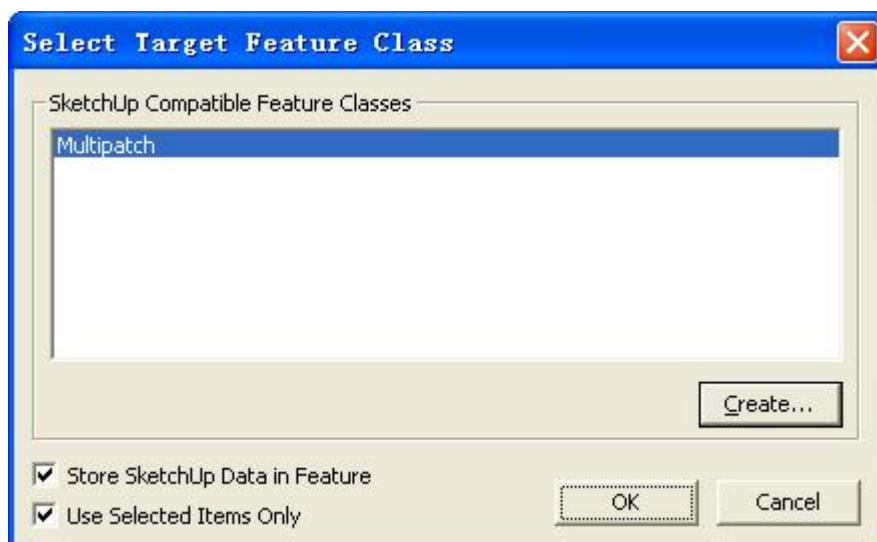 Select Target Feature Class
SketchUp Compatible Feature Classes
Multipatch
Create...
Store SketchUp Data in Feature
Use Selected Items Only
OK
Cancel